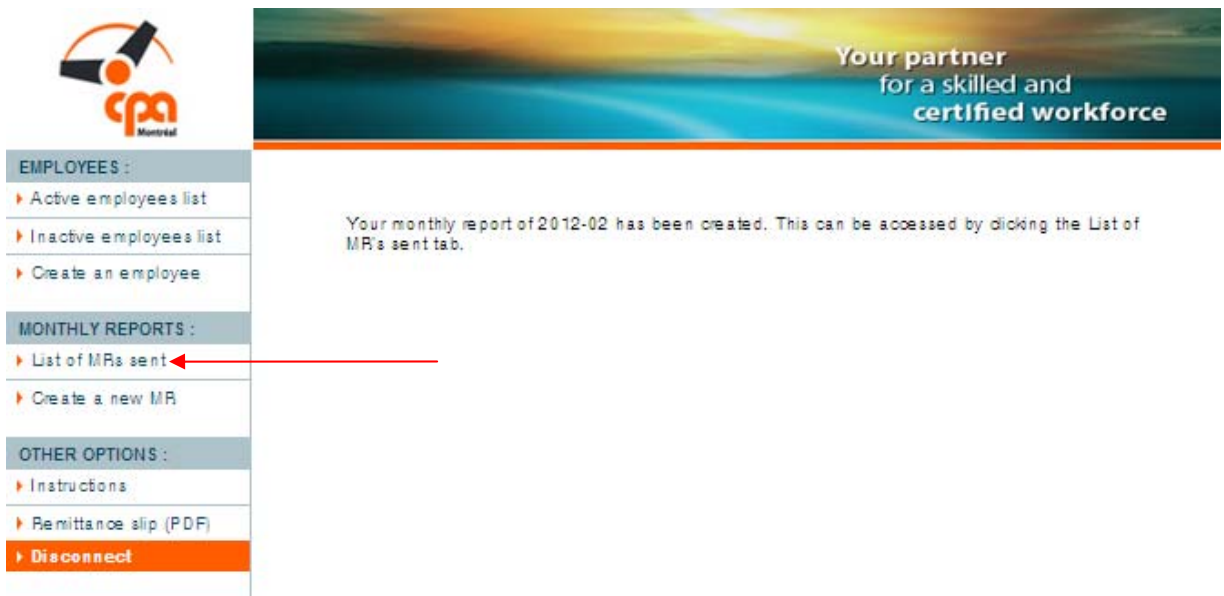 cpa
Montréal
Your partner
for a skilled and
certified workforce
EMPLOYEES :
Active employees list
Inactive employees list
Create an employee
MONTHLY REPORTS :
List of MRs sent
Create a new MR
OTHER OPTIONS :
Instructions
Remittance slip (PDF)
Disconnect
Your monthly report of 2012-02 has been created. This can be accessed by clicking the List of
MR's sent tab.